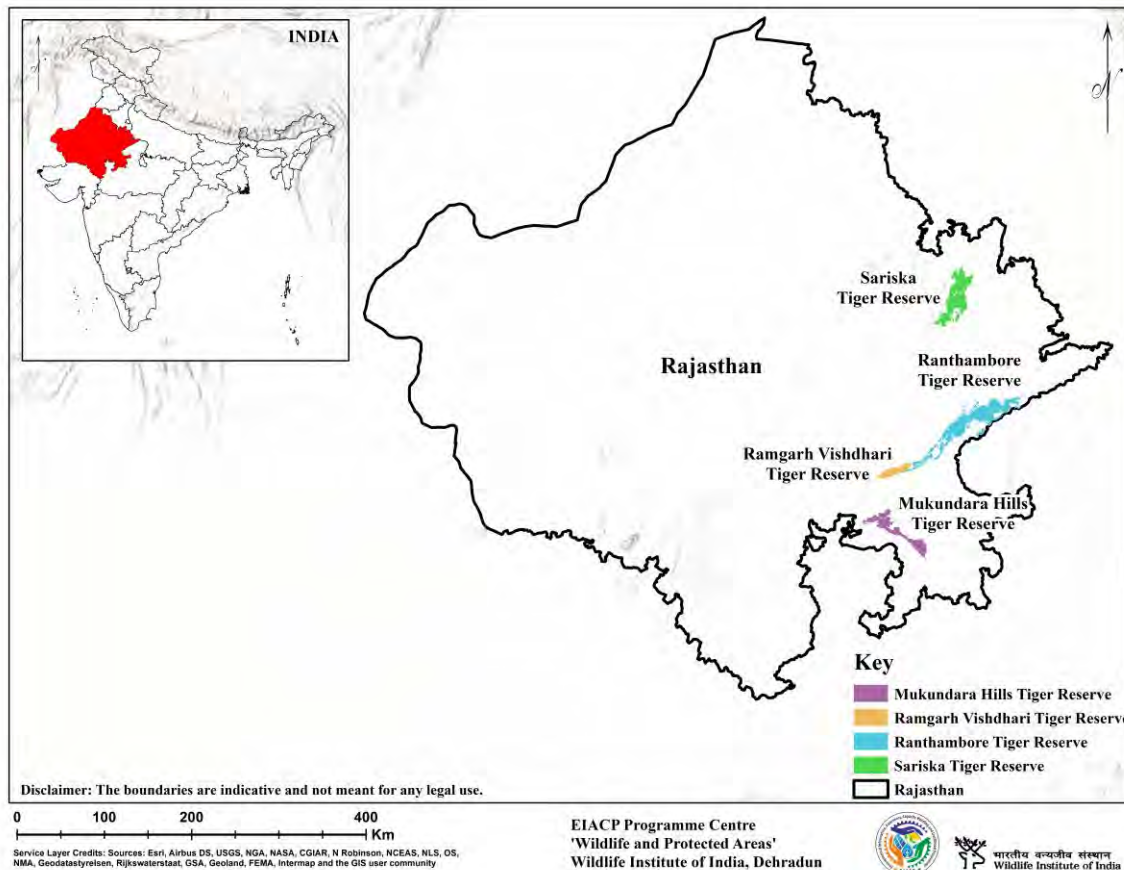 INDIA
N
Sariska
Tiger Reserve
Ranthambore
Tiger Reserve
Rajasthan
Ramgarh Vishdhari
Tiger Reserve
Mukundara Hills
Tiger Reserve
Key
Mukundara Hills Tiger Reserve
Ramgarh Vishdhari Tiger Reserve
Ranthambore Tiger Reserve
Sariska Tiger Reserve
Rajasthan
Disclaimer: The boundaries are indicative and not meant for any legal use.
0 100 200 400
Km
Service Layer Credits: Sources: Esri, Airbus DS, USGS, NGA, NASA, CGIAR, N Robinson, NCEAS, NLS, OS,
NMA, Geodatastyrelsen, Rijkswaterstaat, GSA, Geoland, FEMA, Intermap and the GIS user community
EIACP Programme Centre
'Wildlife and Protected Areas'
Wildlife Institute of India, Dehradun
भारतीय वन्यजीव संस्थान
Wildlife Institute of India